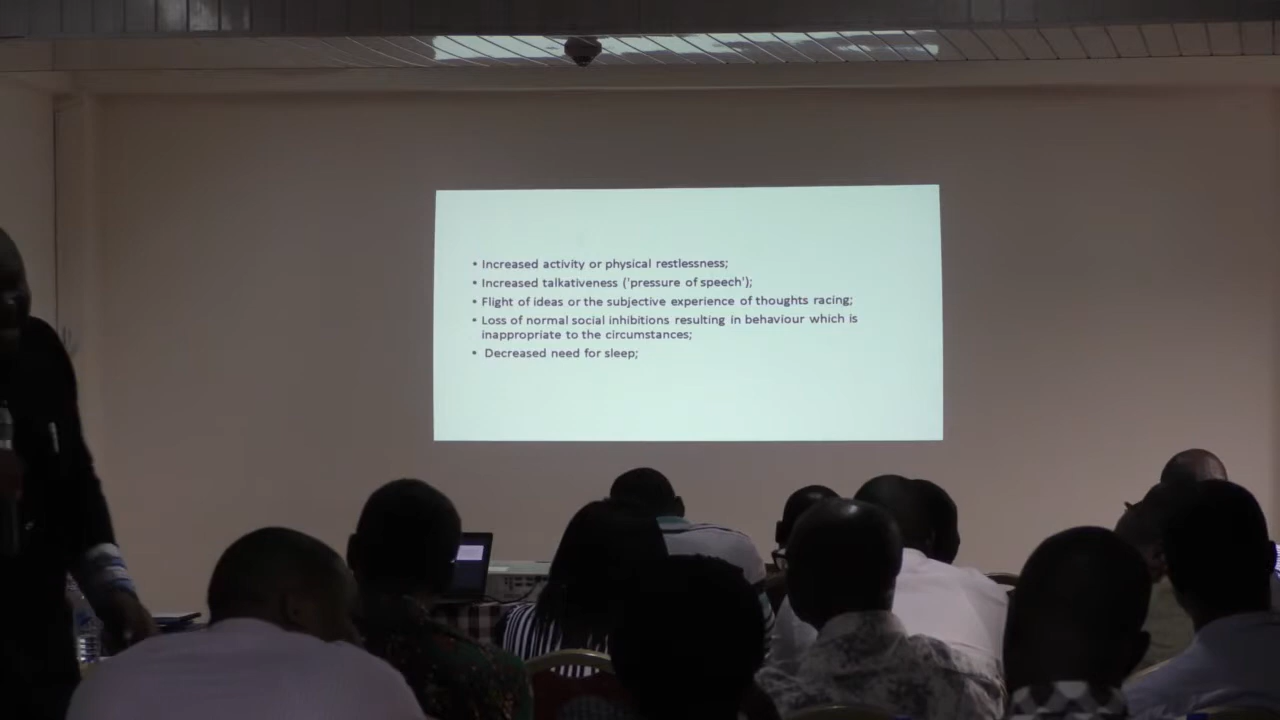 • Increased activity or physical restlessness;
• Increased talkativeness ('pressure of speech');
• Flight of ideas or the subjective experience of thoughts racing;
• Loss of normal social inhibitions resulting in behaviour which is
inappropriate to the circumstances;
• Decreased need for sleep;